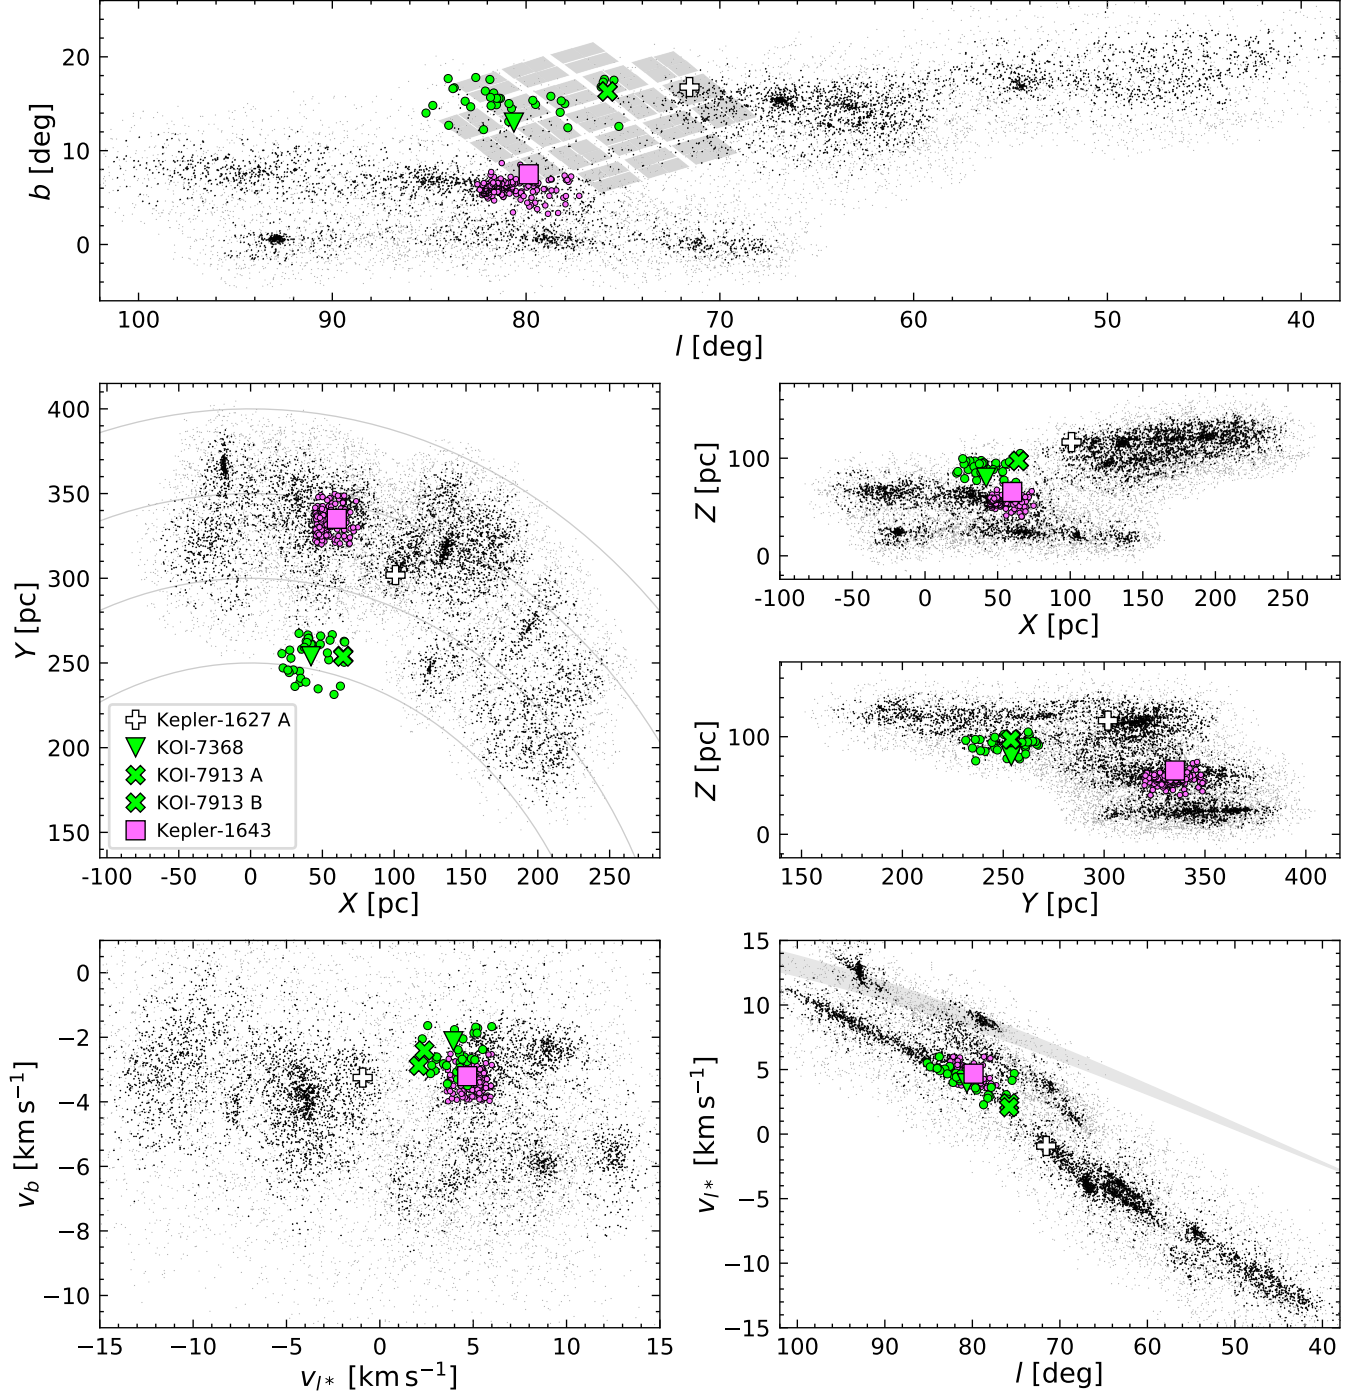 20
10
0
b [deg]
100 90 80 70 60 50 40
l [deg]
400
350
300
250
200
150
Y [pc]
Kepler-1627 A
KOI-7368
KOI-7913 A
KOI-7913 B
Kepler-1643
-100 -50 0 50 100 150 200 250
X [pc]
100
0
Z [pc]
-100 -50 0 50 100 150 200 250
X [pc]
100
0
Z [pc]
150 200 250 300 350 400
Y [pc]
0
−2
−4
−6
−8
−10
v_b [km s⁻¹]
−15 −10 −5 0 5 10 15
v_{l*} [km s⁻¹]
15
10
5
0
−5
−10
−15
v_{l*} [km s⁻¹]
100 90 80 70 60 50 40
l [deg]